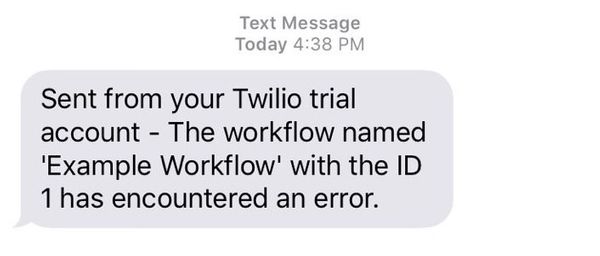 Text Message
Today 4:38 PM
Sent from your Twilio trial
account - The workflow named
'Example Workflow' with the ID
1 has encountered an error.